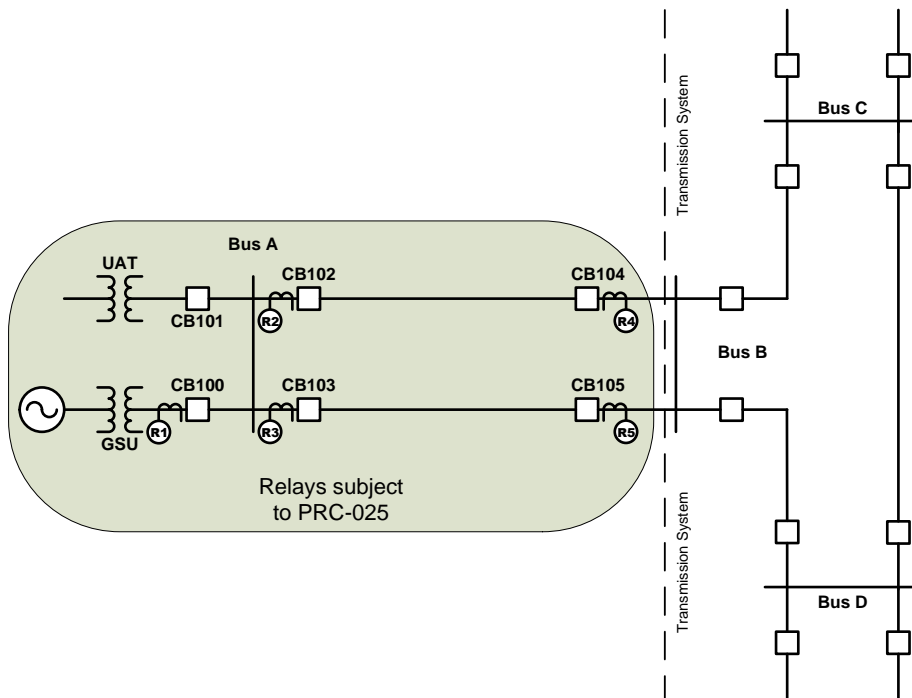 Bus C
Transmission System
Bus A
UAT
CB102
CB104
CB101
R2
R4
Bus B
CB100
CB103
CB105
GSU
R1
R3
R5
Relays subject
to PRC-025
Transmission System
Bus D